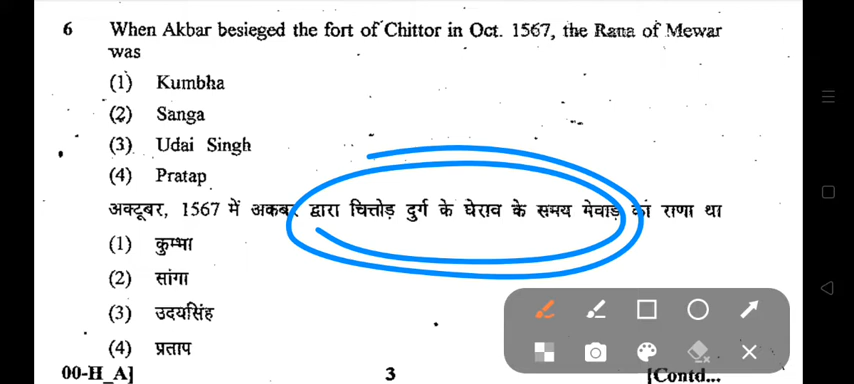 6 When Akbar besieged the fort of Chittor in Oct. 1567, the Rana of Mewar
was
(1) Kumbha
(2) Sanga
(3) Udai Singh
(4) Pratap
अक्टूबर, 1567 में अकबर द्वारा चित्तोड़ दुर्ग के घेराव के समय मेवाड़ का राणा था
(1) कुम्भा
(2) सांगा
(3) उदयसिंह
(4) प्रताप
00-H_A] 3 [Contd...